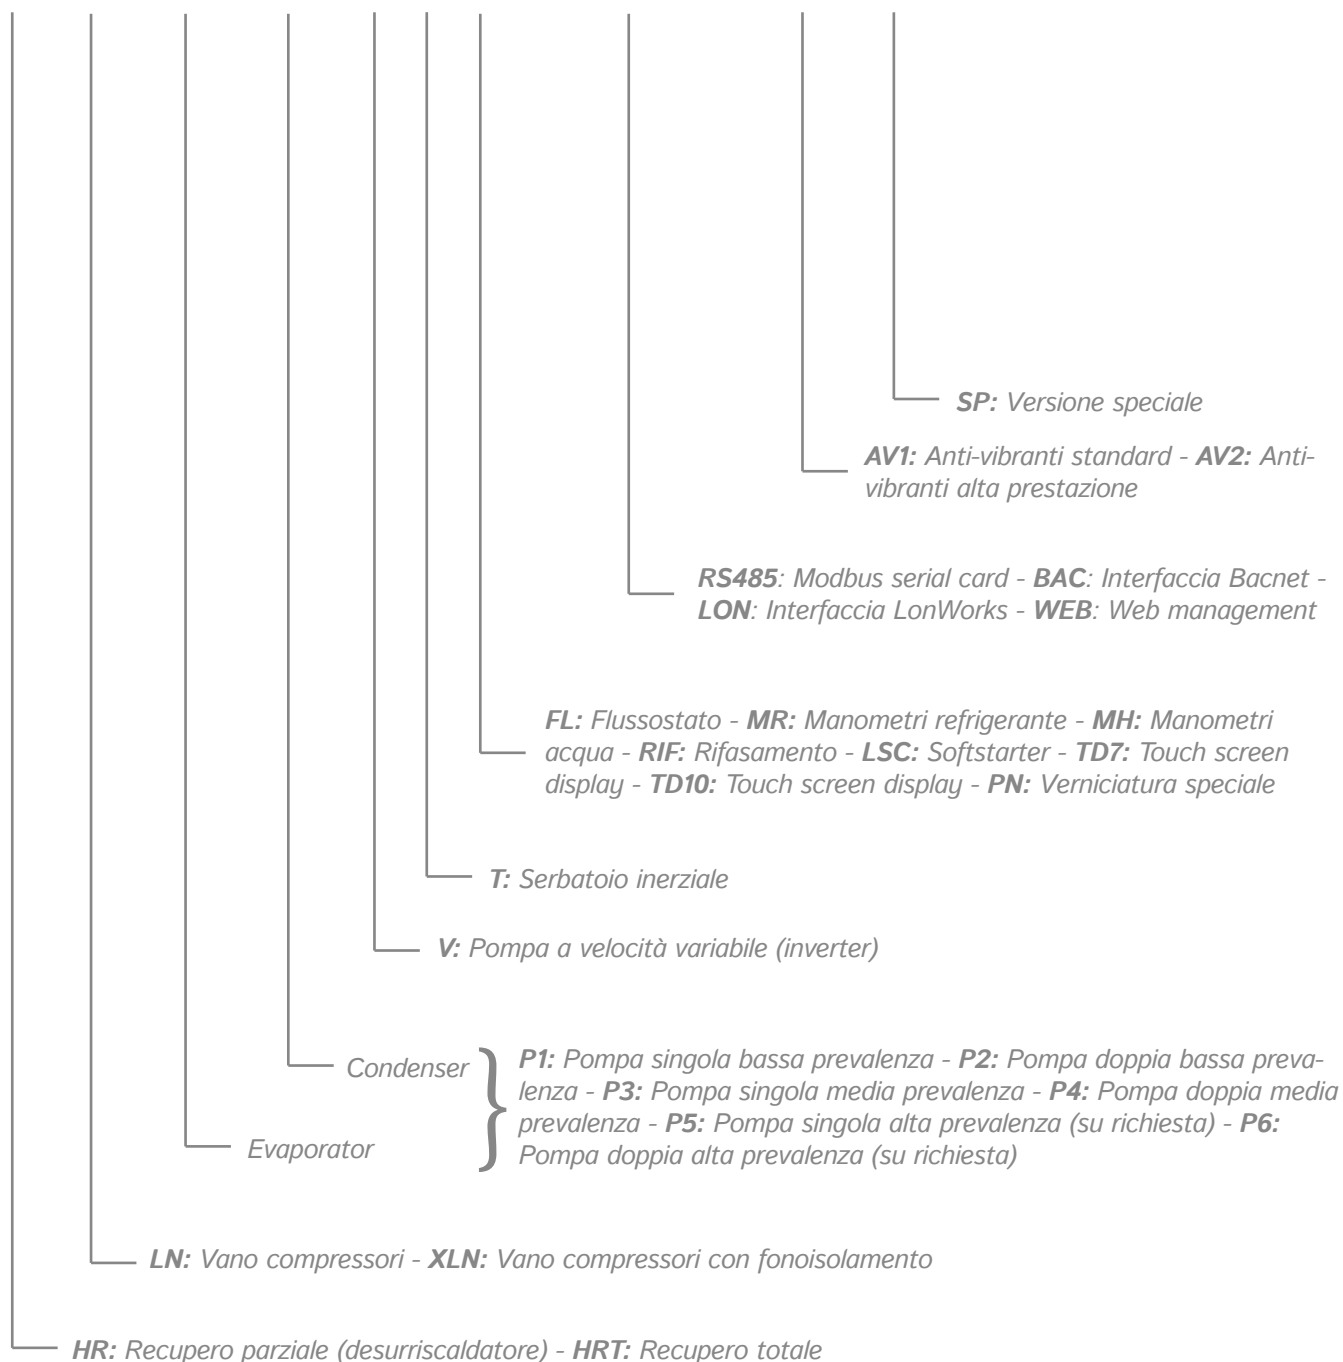 SP: Versione speciale
AV1: Anti-vibranti standard - AV2: Anti-
vibranti alta prestazione
RS485: Modbus serial card - BAC: Interfaccia Bacnet -
LON: Interfaccia LonWorks - WEB: Web management
FL: Flussostato - MR: Manometri refrigerante - MH: Manometri
acqua - RIF: Rifasamento - LSC: Softstarter - TD7: Touch screen
display - TD10: Touch screen display - PN: Verniciatura speciale
T: Serbatoio inerziale
V: Pompa a velocità variabile (inverter)
Condenser
Evaporator
P1: Pompa singola bassa prevalenza - P2: Pompa doppia bassa preva-
lenza - P3: Pompa singola media prevalenza - P4: Pompa doppia media
prevalenza - P5: Pompa singola alta prevalenza (su richiesta) - P6:
Pompa doppia alta prevalenza (su richiesta)
LN: Vano compressori - XLN: Vano compressori con fonoisolamento
HR: Recupero parziale (desurriscaldatore) - HRT: Recupero totale